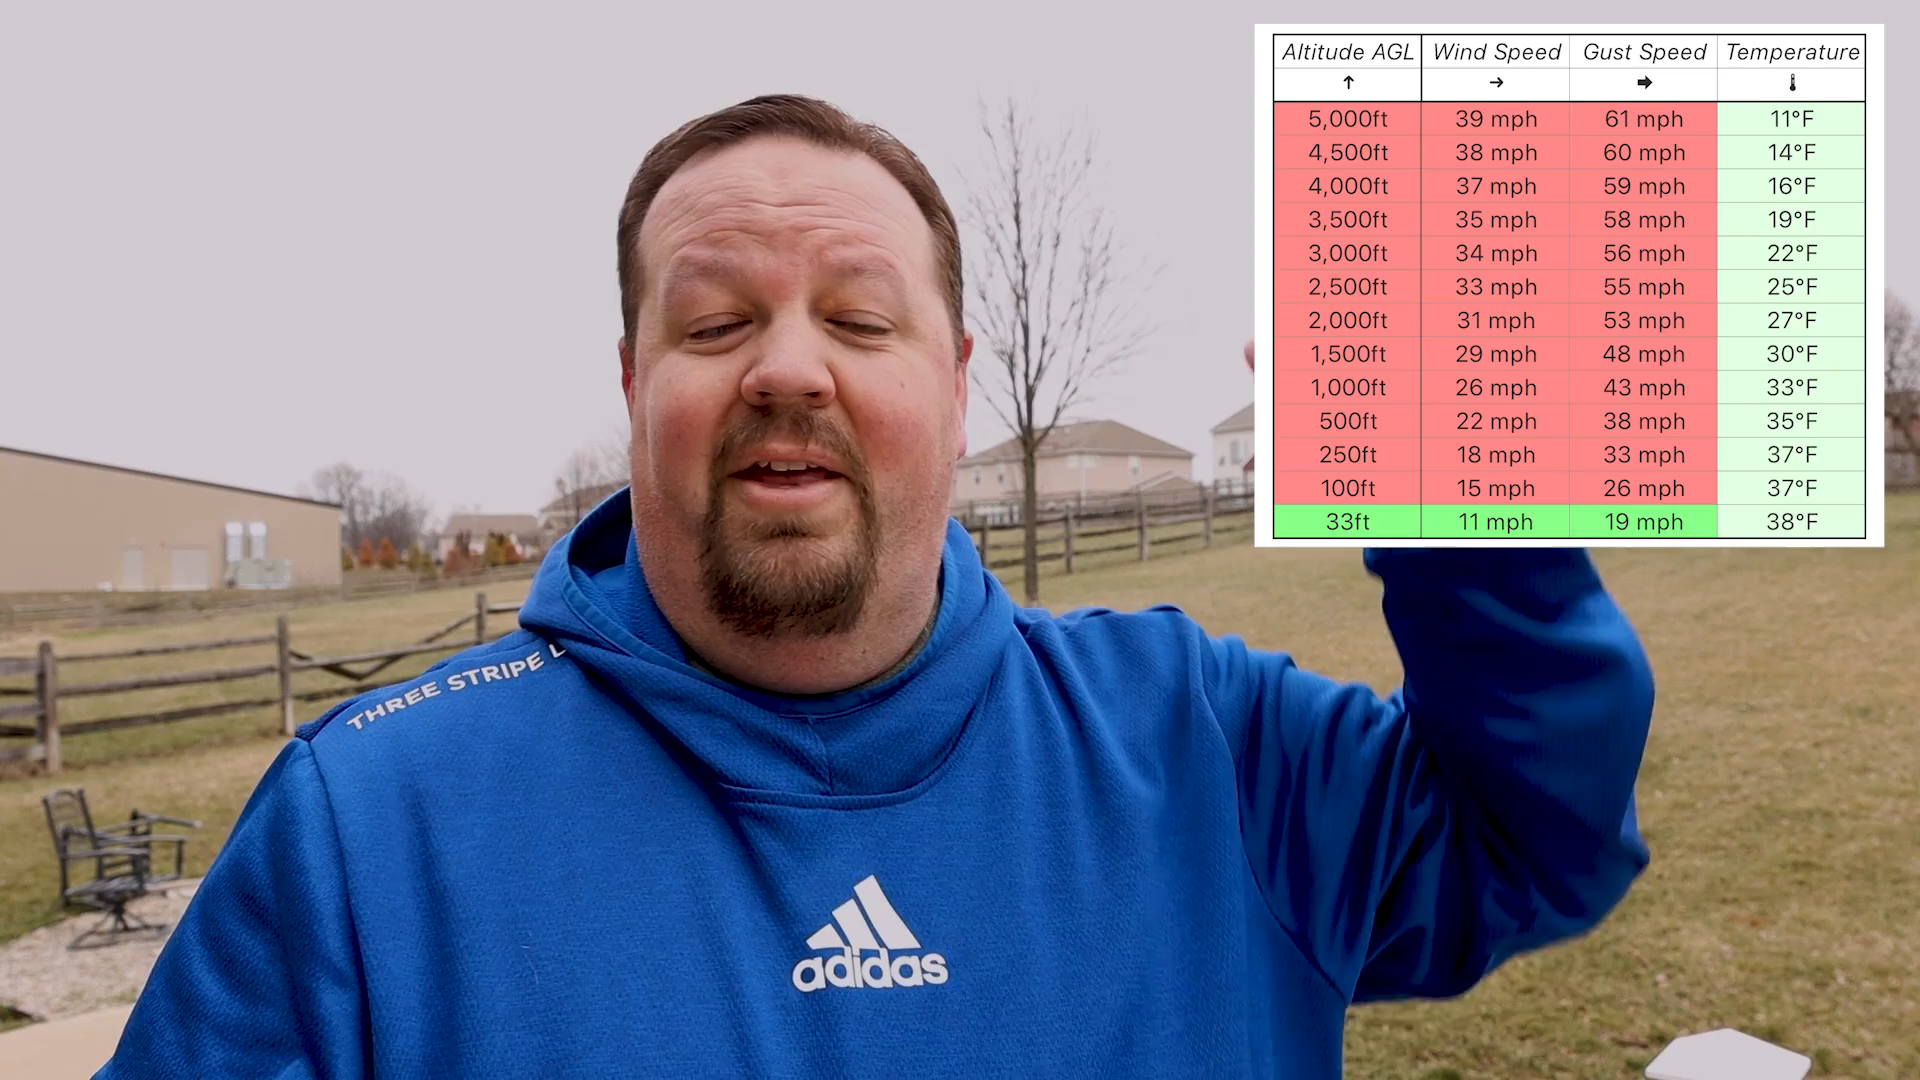 Altitude AGL Wind Speed Gust Speed Temperature
↑ → ➡ 🌡
5,000ft 39 mph 61 mph 11°F
4,500ft 38 mph 60 mph 14°F
4,000ft 37 mph 59 mph 16°F
3,500ft 35 mph 58 mph 19°F
3,000ft 34 mph 56 mph 22°F
2,500ft 33 mph 55 mph 25°F
2,000ft 31 mph 53 mph 27°F
1,500ft 29 mph 48 mph 30°F
1,000ft 26 mph 43 mph 33°F
500ft 22 mph 38 mph 35°F
250ft 18 mph 33 mph 37°F
100ft 15 mph 26 mph 37°F
33ft 11 mph 19 mph 38°F
THREE STRIPE L
adidas